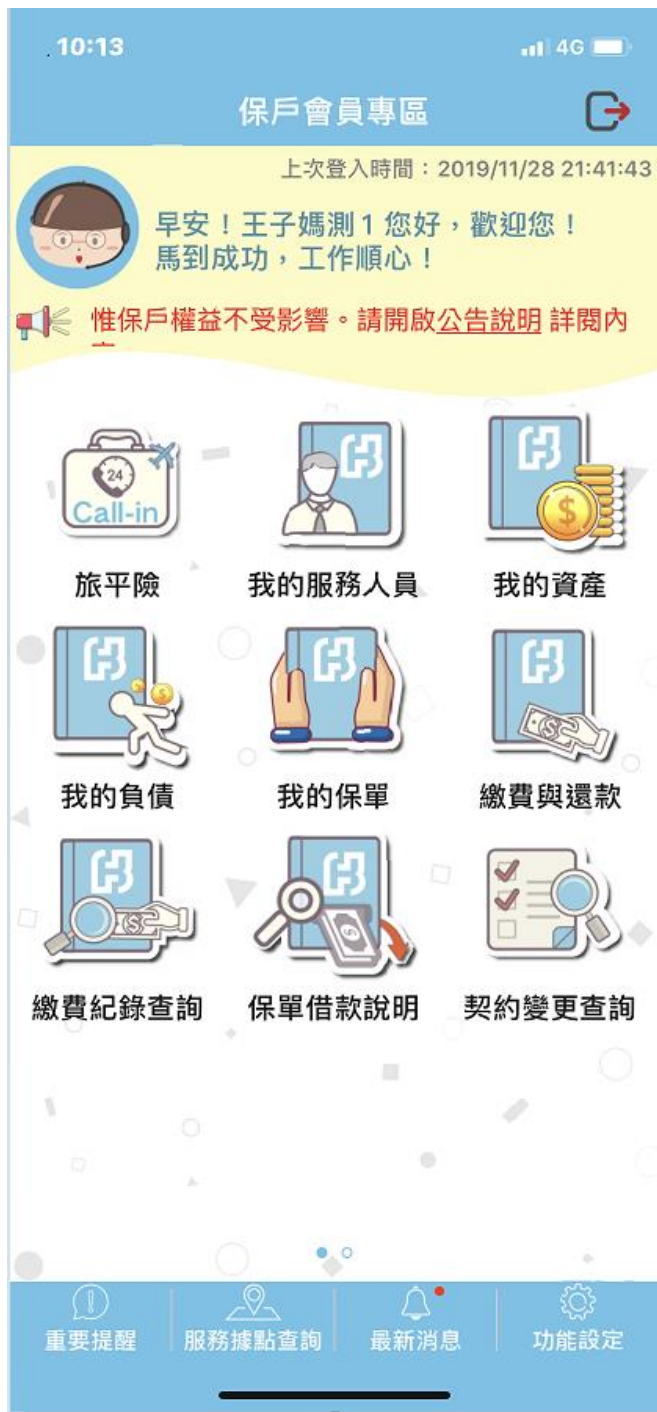 10:13
4G
保戶會員專區
上次登入時間：2019/11/28 21:41:43
早安！王子媽測1 您好，歡迎您！
馬到成功，工作順心！
惟保戶權益不受影響。請開啟公告說明 詳閱內
24
Call-in
旅平險
我的服務人員
我的資產
我的負債
我的保單
繳費與還款
繳費紀錄查詢
保單借款說明
契約變更查詢
重要提醒
服務據點查詢
最新消息
功能設定